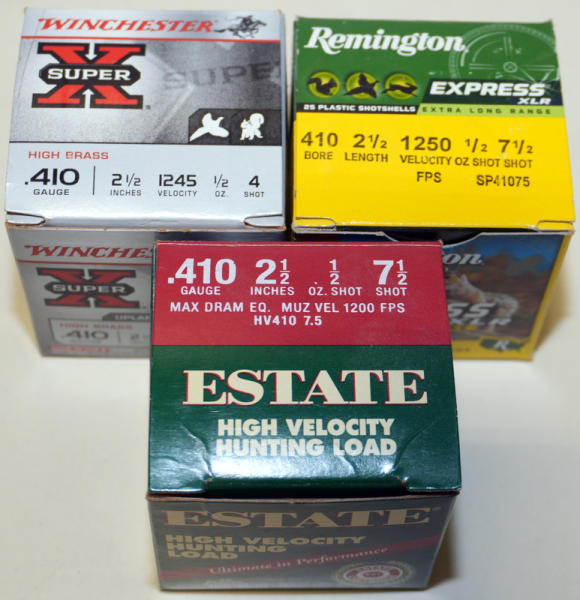 WINCHESTER
SUPER
X
HIGH BRASS
.410 2 1/2 1245 1/2 4
GAUGE INCHES VELOCITY OZ. SHOT
WINCHESTER
SUPER
X
HIGH BRASS
.410
Remington
EXPRESS
XLR
25 PLASTIC SHOTSHELLS EXTRA LONG RANGE
410 2 1/2 1250 1/2 7 1/2
BORE LENGTH VELOCITY OZ SHOT SHOT
FPS SP41075
.410 2 1/2 1/2 7 1/2
GAUGE INCHES OZ. SHOT SHOT
MAX DRAM EQ. MUZ VEL 1200 FPS
HV410 7.5
ESTATE
HIGH VELOCITY
HUNTING LOAD
ESTATE
HIGH VELOCITY
HUNTING
LOAD
Ultimate in Performance